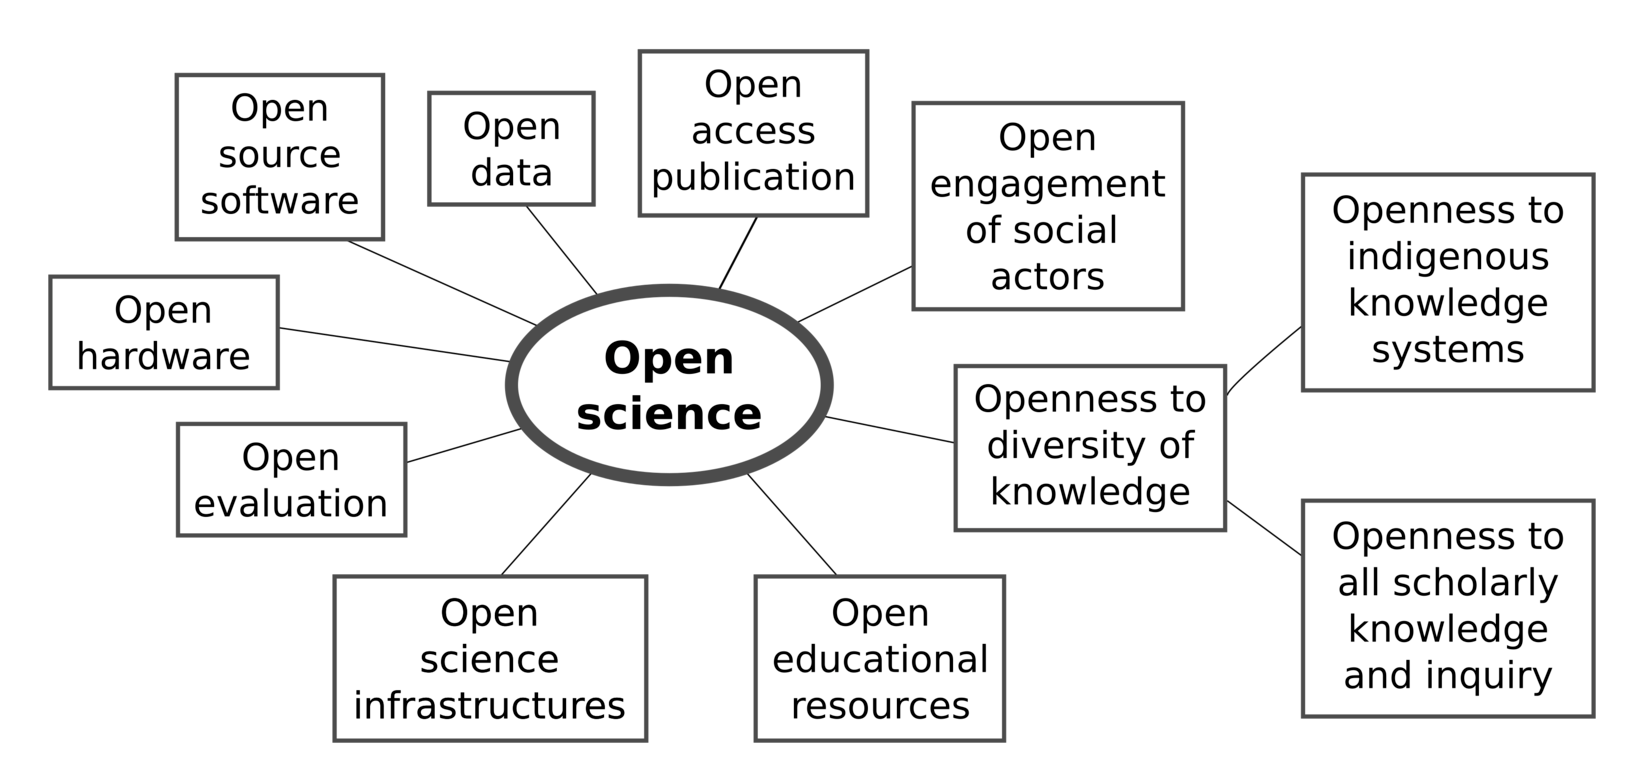 Open
source
software
Open
data
Open
access
publication
Open
engagement
of social
actors
Openness to
indigenous
knowledge
systems
Open
hardware
Open
science
Openness to
diversity of
knowledge
Open
evaluation
Openness to
all scholarly
knowledge
and inquiry
Open
science
infrastructures
Open
educational
resources